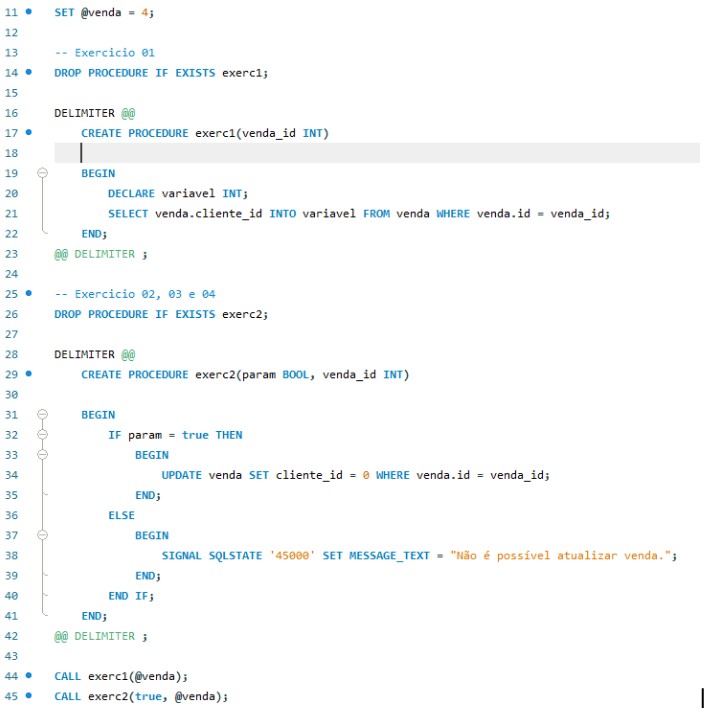 11 SET @venda = 4;
12
13 -- Exercicio 01
14 DROP PROCEDURE IF EXISTS exerc1;
15
16 DELIMITER @@
17 CREATE PROCEDURE exerc1(venda_id INT)
18
19 BEGIN
20 DECLARE variavel INT;
21 SELECT venda.cliente_id INTO variavel FROM venda WHERE venda.id = venda_id;
22 END;
23 @@ DELIMITER ;
24
25 -- Exercicio 02, 03 e 04
26 DROP PROCEDURE IF EXISTS exerc2;
27
28 DELIMITER @@
29 CREATE PROCEDURE exerc2(param BOOL, venda_id INT)
30
31 BEGIN
32 IF param = true THEN
33 BEGIN
34 UPDATE venda SET cliente_id = 0 WHERE venda.id = venda_id;
35 END;
36 ELSE
37 BEGIN
38 SIGNAL SQLSTATE '45000' SET MESSAGE_TEXT = "Não é possível atualizar venda.";
39 END;
40 END IF;
41 END;
42 @@ DELIMITER ;
43
44 CALL exerc1(@venda);
45 CALL exerc2(true, @venda);